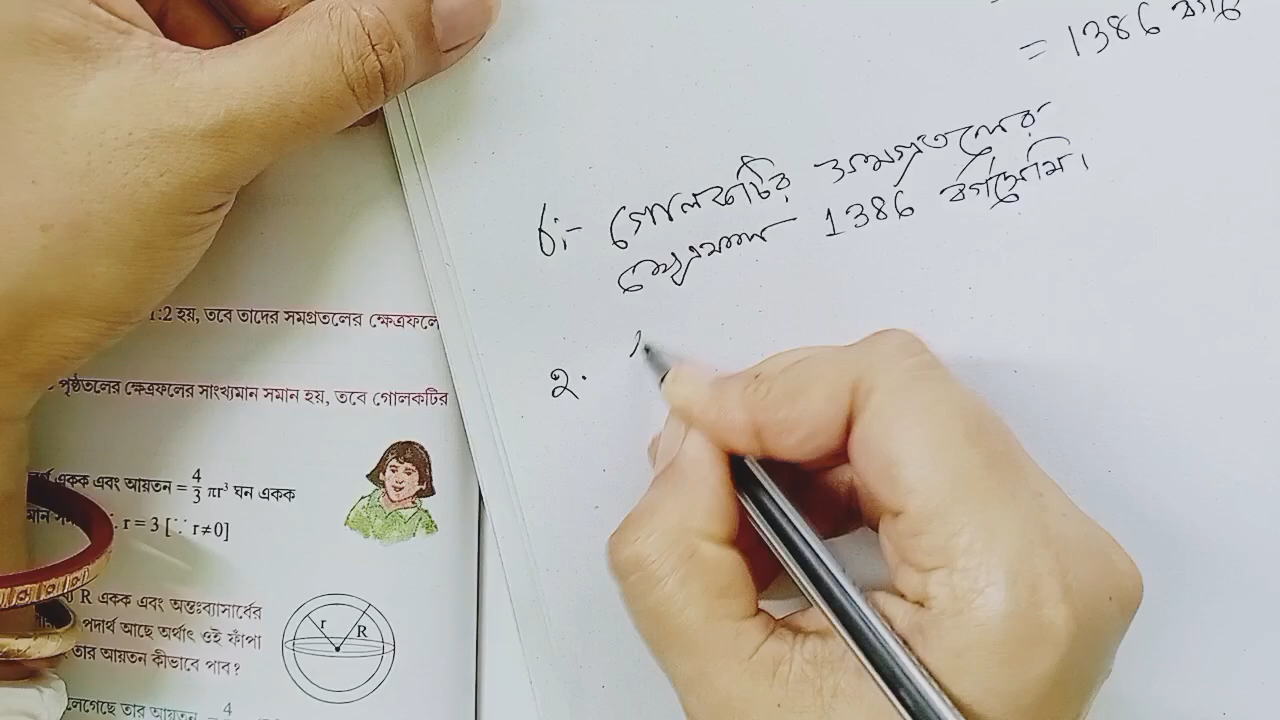 = 1386 বর্গ
৳:- গোলকটির সমগ্রতলের
ক্ষেত্রফল 1386 বর্গসেমি।
২.
1:2 হয়, তবে তাদের সমগ্রতলের ক্ষেত্রফলে
পৃষ্ঠতলের ক্ষেত্রফলের সাংখ্যমান সমান হয়, তবে গোলকটির
একক এবং আয়তন = 4/3 πr³ ঘন একক
∴ r = 3 [∵ r≠0]
R একক এবং অন্তঃব্যাসার্ধের
পদার্থ আছে অর্থাৎ ওই ফাঁপা
তার আয়তন কীভাবে পাব?
r R
লেগেছে তার আয়তন = 4